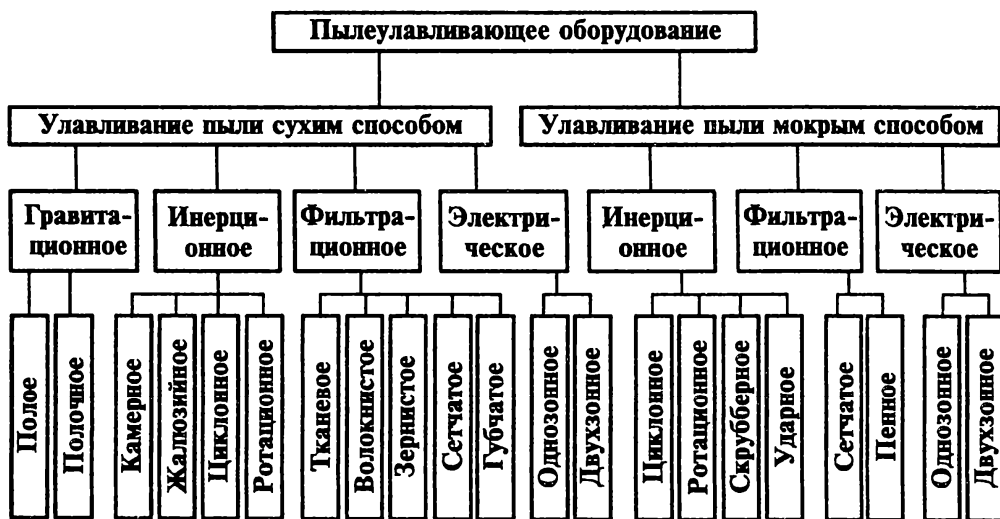 Пылеулавливающее оборудование
Улавливание пыли сухим способом
Улавливание пыли мокрым способом
Гравита-
ционное
Инерци-
онное
Фильтра-
ционное
Электри-
ческое
Инерци-
онное
Фильтра-
ционное
Электри-
ческое
Полое
Полочное
Камерное
Жалюзийное
Циклонное
Ротационное
Тканевое
Волокнистое
Зернистое
Сетчатое
Губчатое
Однозонное
Двухзонное
Циклонное
Ротационное
Скрубберное
Ударное
Сетчатое
Пенное
Однозонное
Двухзонное